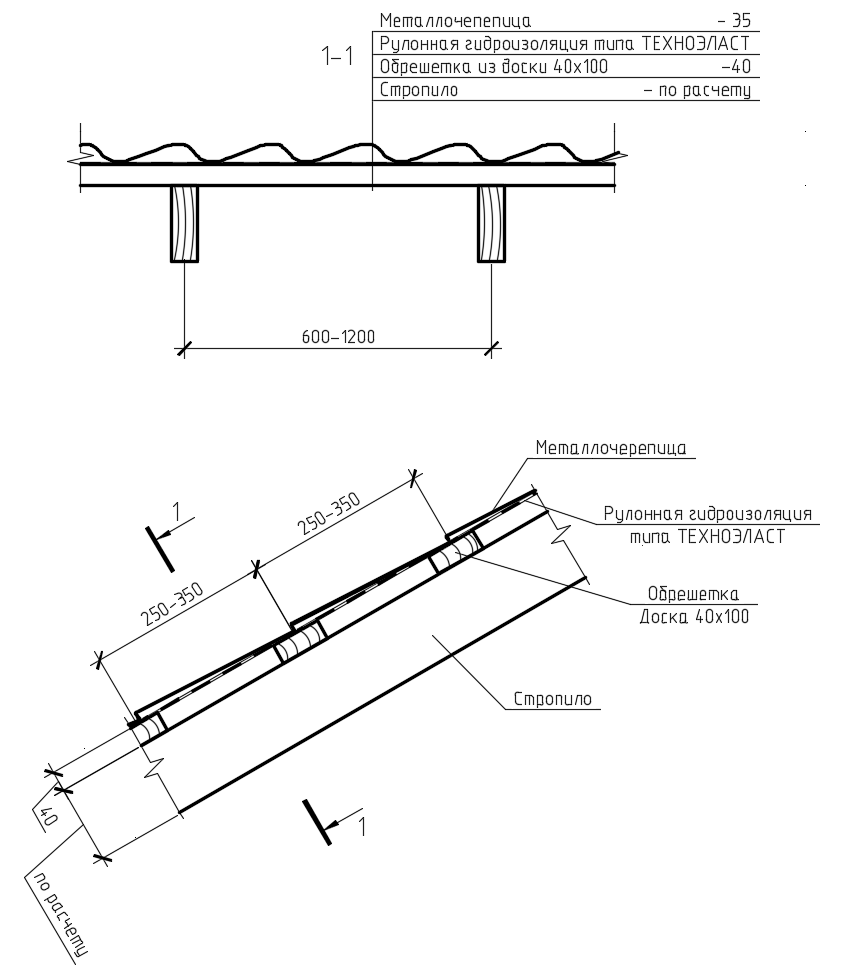 1-1
Металлочепепица - 35
Рулонная гидроизоляция типа ТЕХНОЭЛАСТ
Обрешетка из доски 40х100 -40
Стропило - по расчету
600-1200
Металлочерепица
1
250-350
Рулонная гидроизоляция
типа ТЕХНОЭЛАСТ
250-350
Обрешетка
Доска 40х100
Стропило
40
1
по расчету